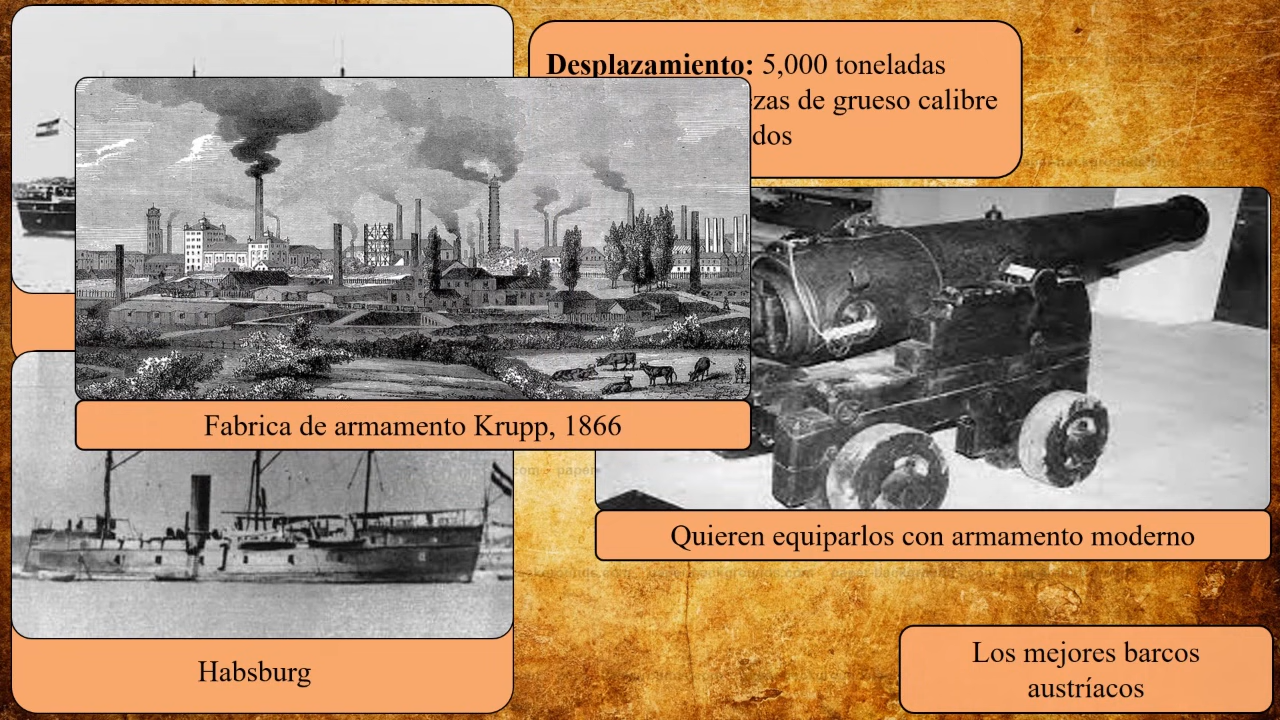 Desplazamiento: 5,000 toneladas
de grueso calibre
dos
Fabrica de armamento Krupp, 1866
Quieren equiparlos con armamento moderno
Habsburg
Los mejores barcos
austríacos